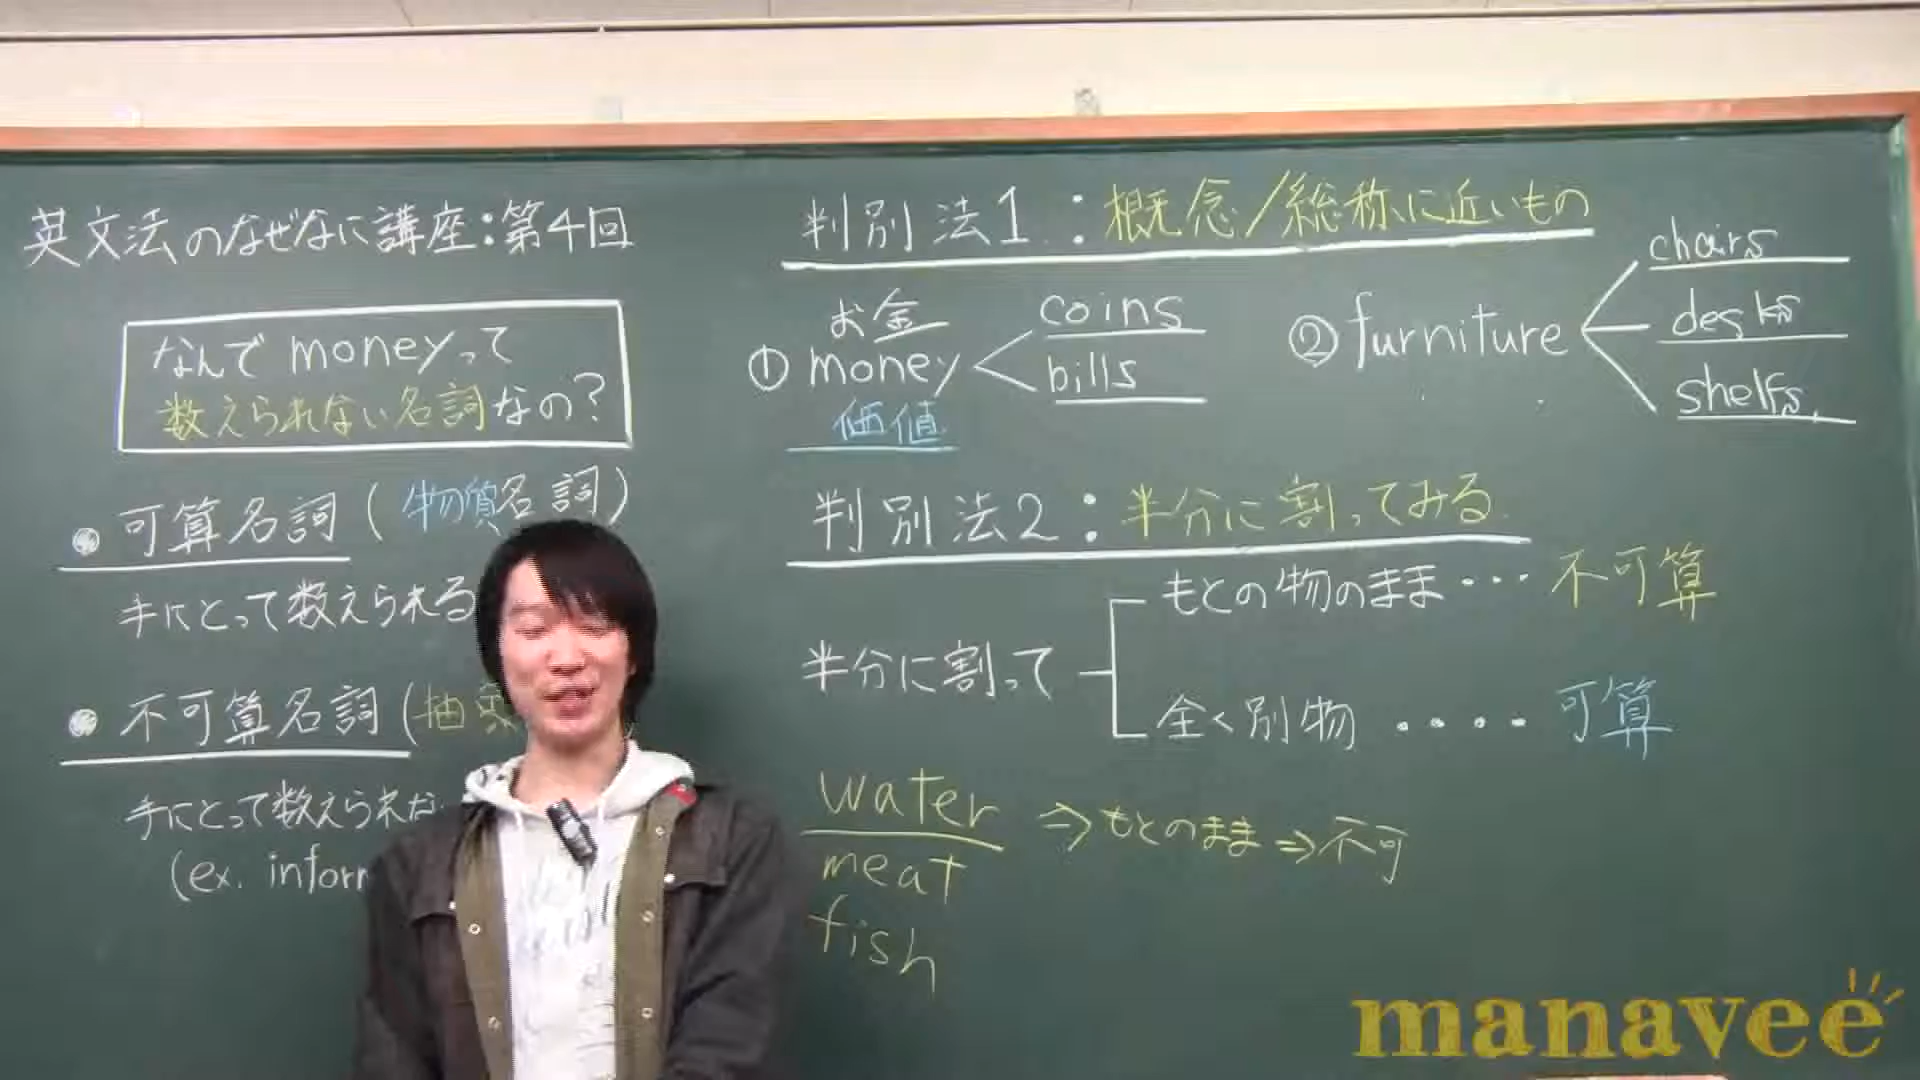 英文法のなぜなに講座:第4回
なんでmoneyって
数えられない名詞なの?
● 可算名詞(物質名詞)
手にとって数えられる
● 不可算名詞(抽象
手にとって数えられな
(ex. inform
判別法1:概念/総称に近いもの
お金
① money
価値
coins
bills
② furniture
chairs
desks
shelfs
判別法2:半分に割ってみる
半分に割って
もとの物のまま・・・不可算
全く別物・・・・可算
water ⇒もとのまま⇒不可
meat
fish
manavee